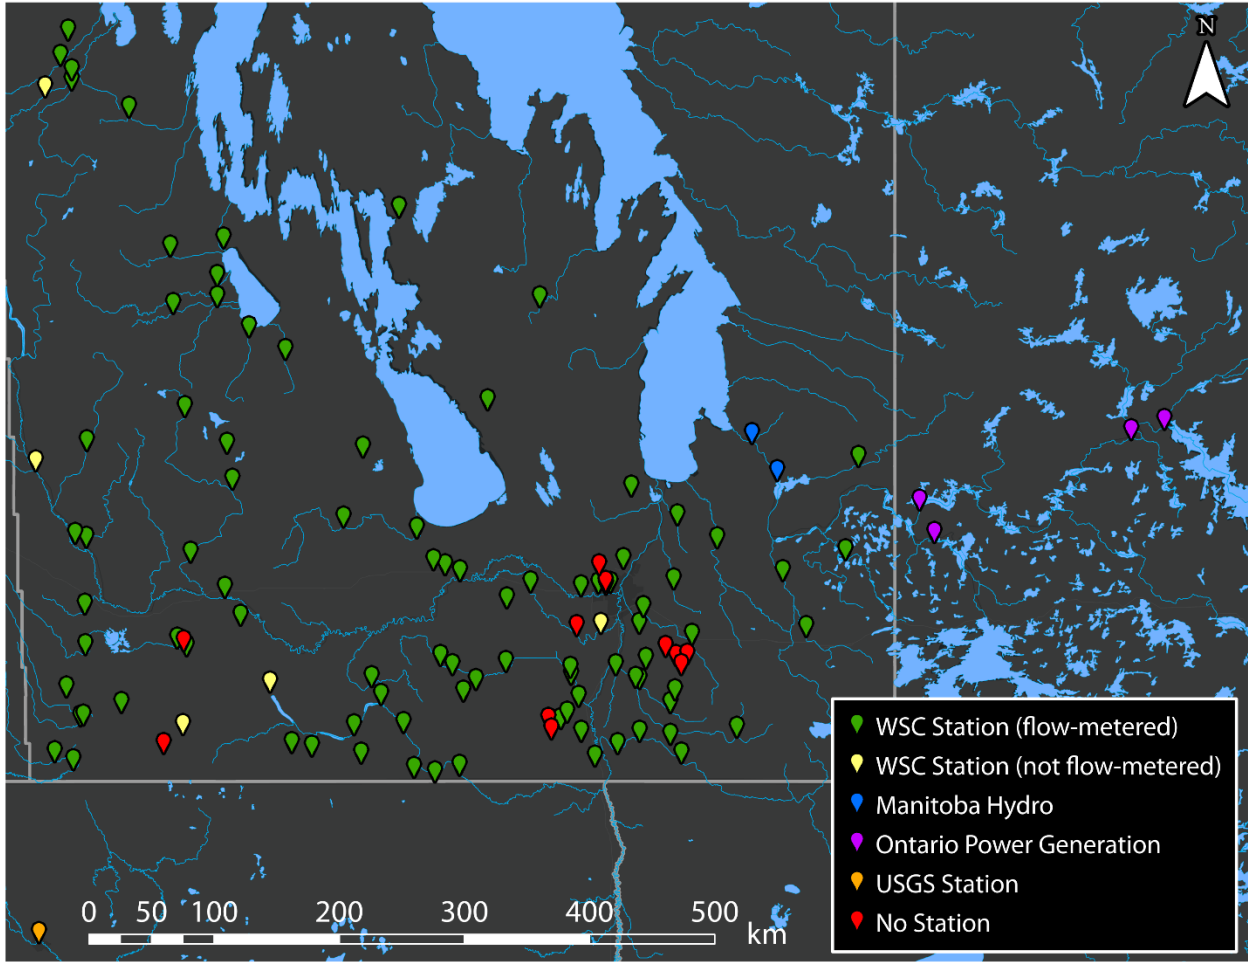 N
WSC Station (flow-metered)
WSC Station (not flow-metered)
Manitoba Hydro
Ontario Power Generation
USGS Station
No Station
0 50 100 200 300 400 500
km